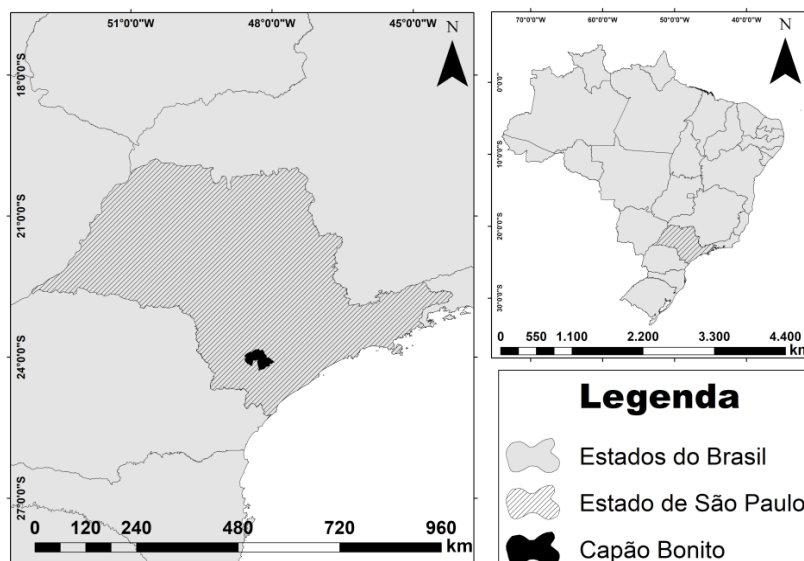 51°0'0"W 48°0'0"W 45°0'0"W
N
18°0'0"S
21°0'0"S
24°0'0"S
27°0'0"S
0 120 240 480 720 960
km
70°0'0"W 60°0'0"W 50°0'0"W 40°0'0"W
N
0°0'0"
10°0'0"S
20°0'0"S
30°0'0"S
0 550 1.100 2.200 3.300 4.400
km
Legenda
Estados do Brasil
Estado de São Paulo
Capão Bonito